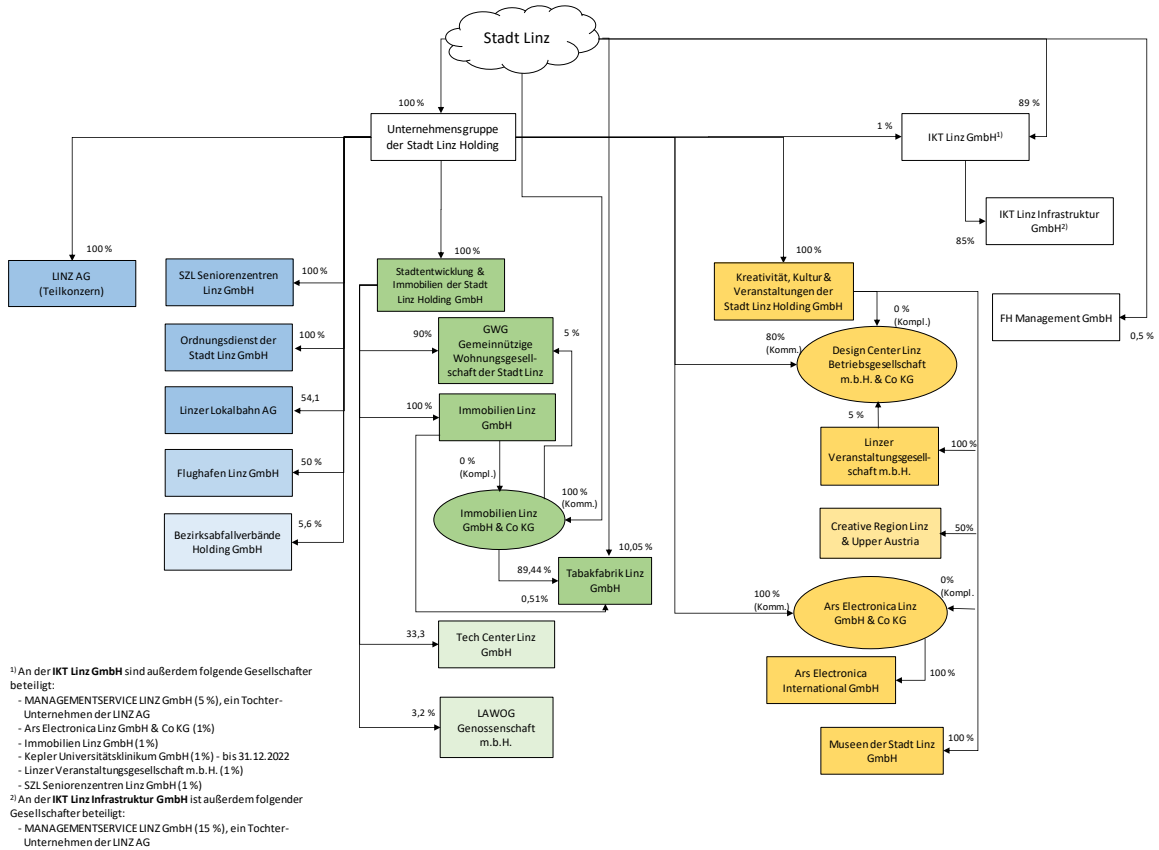 Stadt Linz
100 %
Unternehmensgruppe
der Stadt Linz Holding
89 %
1 %
IKT Linz GmbH¹⁾
IKT Linz Infrastruktur
GmbH²⁾
85%
100 %
LINZ AG
(Teilkonzern)
SZL Seniorenzentren
Linz GmbH
100 %
Ordnungsdienst der
Stadt Linz GmbH
100 %
Linzer Lokalbahn AG
54,1
Flughafen Linz GmbH
50 %
Bezirksabfallverbände
Holding GmbH
5,6 %
100 %
Stadtentwicklung &
Immobilien der Stadt
Linz Holding GmbH
90%
GWG
Gemeinnützige
Wohnungsgesell-
schaft der Stadt Linz
5 %
100 %
Immobilien Linz
GmbH
0 %
(Kompl.)
100 %
(Komm.)
Immobilien Linz
GmbH & Co KG
89,44 %
0,51%
10,05 %
Tabakfabrik Linz
GmbH
33,3
Tech Center Linz
GmbH
3,2 %
LAWOG
Genossenschaft
m.b.H.
100 %
Kreativität, Kultur &
Veranstaltungen der
Stadt Linz Holding GmbH
0 %
(Kompl.)
80%
(Komm.)
Design Center Linz
Betriebsgesellschaft
m.b.H. & Co KG
5 %
Linzer
Veranstaltungsgesell-
schaft m.b.H.
100 %
Creative Region Linz
& Upper Austria
50%
100 %
(Komm.)
0%
(Kompl.
Ars Electronica Linz
GmbH & Co KG
Ars Electronica
International GmbH
100 %
Museen der Stadt Linz
GmbH
100 %
FH Management GmbH
0,5 %
¹⁾ An der IKT Linz GmbH sind außerdem folgende Gesellschafter
beteiligt:
- MANAGEMENTSERVICE LINZ GmbH (5 %), ein Tochter-
Unternehmen der LINZ AG
- Ars Electronica Linz GmbH & Co KG (1%)
- Immobilien Linz GmbH (1 %)
- Kepler Universitätsklinikum GmbH (1%) - bis 31.12.2022
- Linzer Veranstaltungsgesellschaft m.b.H. (1 %)
- SZL Seniorenzentren Linz GmbH (1 %)
²⁾ An der IKT Linz Infrastruktur GmbH ist außerdem folgender
Gesellschafter beteiligt:
- MANAGEMENTSERVICE LINZ GmbH (15 %), ein Tochter-
Unternehmen der LINZ AG